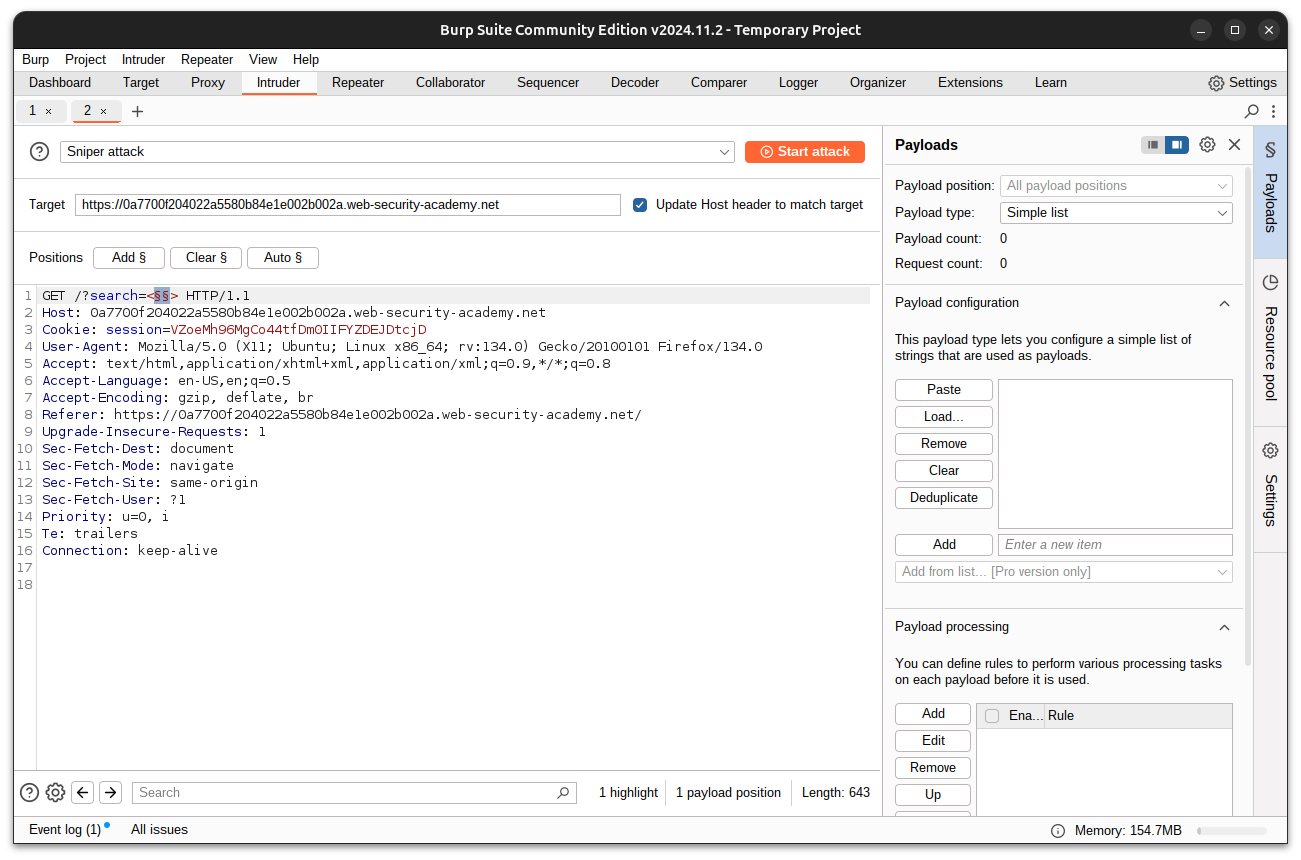 Burp Suite Community Edition v2024.11.2 - Temporary Project
Burp Project Intruder Repeater View Help
Dashboard Target Proxy Intruder Repeater Collaborator Sequencer Decoder Comparer Logger Organizer Extensions Learn Settings
1 × 2 × +
Sniper attack
Start attack
Target https://0a7700f204022a5580b84e1e002b002a.web-security-academy.net Update Host header to match target
Positions Add § Clear § Auto §
1 GET /?search=<§§> HTTP/1.1
2 Host: 0a7700f204022a5580b84e1e002b002a.web-security-academy.net
3 Cookie: session=VZoeMh96MgCo44tfDm0IIFYZDEJDtcjD
4 User-Agent: Mozilla/5.0 (X11; Ubuntu; Linux x86_64; rv:134.0) Gecko/20100101 Firefox/134.0
5 Accept: text/html,application/xhtml+xml,application/xml;q=0.9,*/*;q=0.8
6 Accept-Language: en-US,en;q=0.5
7 Accept-Encoding: gzip, deflate, br
8 Referer: https://0a7700f204022a5580b84e1e002b002a.web-security-academy.net/
9 Upgrade-Insecure-Requests: 1
10 Sec-Fetch-Dest: document
11 Sec-Fetch-Mode: navigate
12 Sec-Fetch-Site: same-origin
13 Sec-Fetch-User: ?1
14 Priority: u=0, i
15 Te: trailers
16 Connection: keep-alive
17
18
Search
1 highlight 1 payload position Length: 643
Payloads
Payload position: All payload positions
Payload type: Simple list
Payload count: 0
Request count: 0
Payload configuration
This payload type lets you configure a simple list of
strings that are used as payloads.
Paste
Load...
Remove
Clear
Deduplicate
Add Enter a new item
Add from list... [Pro version only]
Payload processing
You can define rules to perform various processing tasks
on each payload before it is used.
Add
Edit
Remove
Up
Ena... Rule
§ Payloads
Resource pool
Settings
Event log (1) All issues
Memory: 154.7MB